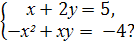 x + 2y = 5,
−x² + xy = −4?